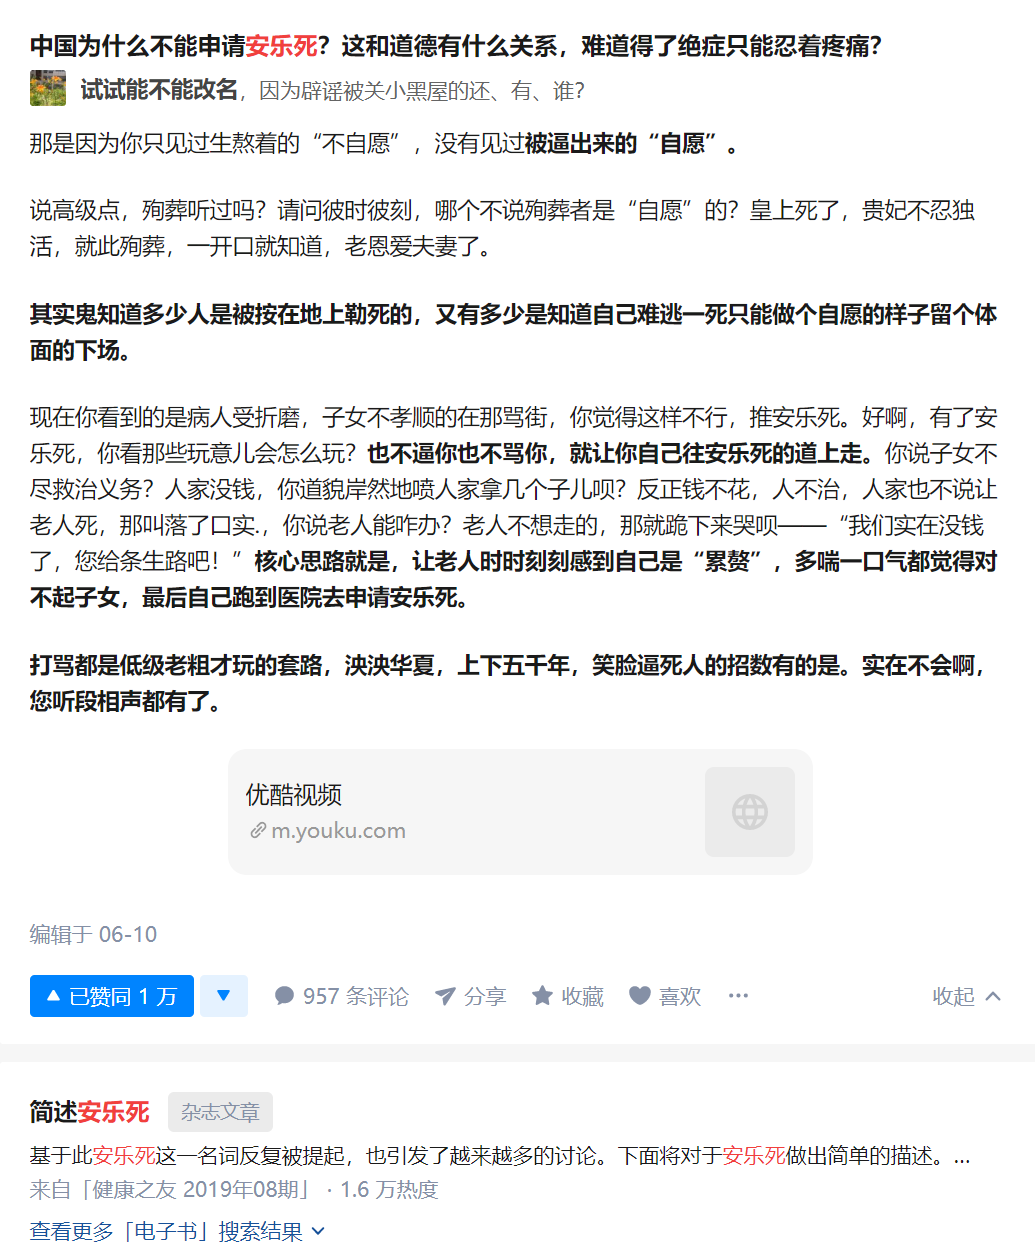 中国为什么不能申请安乐死？这和道德有什么关系，难道得了绝症只能忍着疼痛？
试试能不能改名，因为辟谣被关小黑屋的还、有、谁？
那是因为你只见过生熬着的“不自愿”，没有见过被逼出来的“自愿”。
说高级点，殉葬听过吗？请问彼时彼刻，哪个不说殉葬者是“自愿”的？皇上死了，贵妃不忍独
活，就此殉葬，一开口就知道，老恩爱夫妻了。
其实鬼知道多少人是被按在地上勒死的，又有多少是知道自己难逃一死只能做个自愿的样子留个体
面的下场。
现在你看到的是病人受折磨，子女不孝顺的在那骂街，你觉得这样不行，推安乐死。好啊，有了安
乐死，你看那些玩意儿会怎么玩？也不逼你也不骂你，就让你自己往安乐死的道上走。你说子女不
尽救治义务？人家没钱，你道貌岸然地喷人家拿几个子儿呗？反正钱不花，人不治，人家也不说让
老人死，那叫落了口实.，你说老人能咋办？老人不想走的，那就跪下来哭呗——“我们实在没钱
了，您给条生路吧！”核心思路就是，让老人时时刻刻感到自己是“累赘”，多喘一口气都觉得对
不起子女，最后自己跑到医院去申请安乐死。
打骂都是低级老粗才玩的套路，泱泱华夏，上下五千年，笑脸逼死人的招数有的是。实在不会啊，
您听段相声都有了。
优酷视频
m.youku.com
编辑于 06-10
已赞同 1 万 957 条评论 分享 收藏 喜欢 ··· 收起
简述安乐死 杂志文章
基于此安乐死这一名词反复被提起，也引发了越来越多的讨论。下面将对于安乐死做出简单的描述。...
来自「健康之友 2019年08期」 · 1.6 万热度
查看更多「电子书」搜索结果